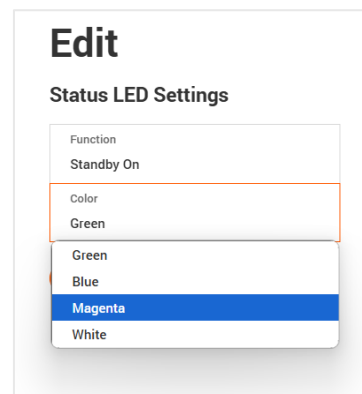 Edit
Status LED Settings
Function
Standby On
Color
Green
Green
Blue
Magenta
White